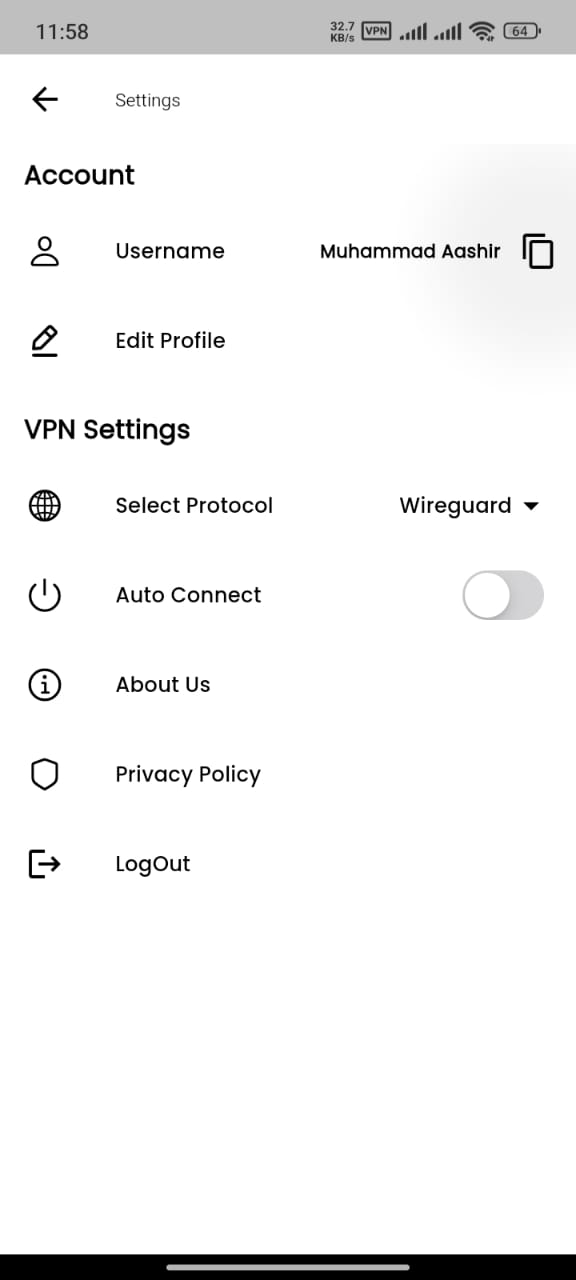 11:58
32.7
KB/s
VPN
64
Settings
Account
Username Muhammad Aashir
Edit Profile
VPN Settings
Select Protocol Wireguard
Auto Connect
About Us
Privacy Policy
LogOut